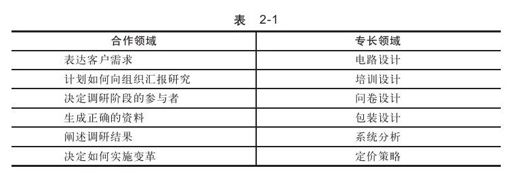 表 2-1
合作领域 专长领域
表达客户需求 电路设计
计划如何向组织汇报研究 培训设计
决定调研阶段的参与者 问卷设计
生成正确的资料 包装设计
阐述调研结果 系统分析
决定如何实施变革 定价策略